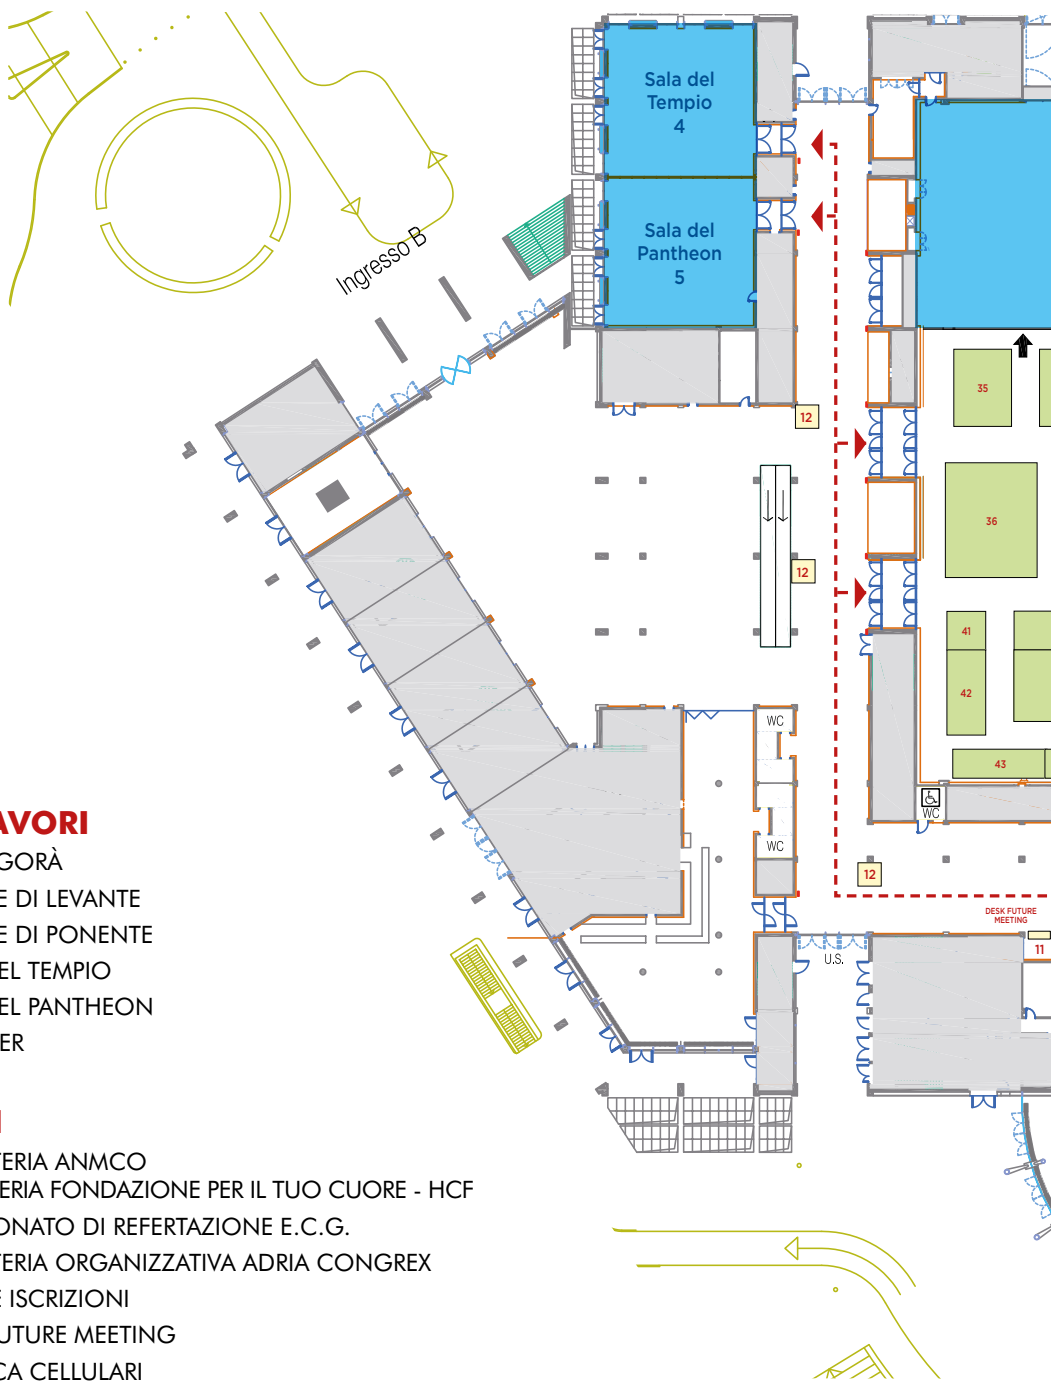 Sala del
Tempio
4
Sala del
Pantheon
5
Ingresso B
35
12
36
12
41
42
WC
43
WC
WC
12
DESK FUTURE
MEETING
11
U.S.
AVORI
GORÀ
E DI LEVANTE
E DI PONENTE
EL TEMPIO
EL PANTHEON
ER
I
TERIA ANMCO
TERIA FONDAZIONE PER IL TUO CUORE - HCF
ONATO DI REFERTAZIONE E.C.G.
TERIA ORGANIZZATIVA ADRIA CONGREX
E ISCRIZIONI
FUTURE MEETING
CA CELLULARI